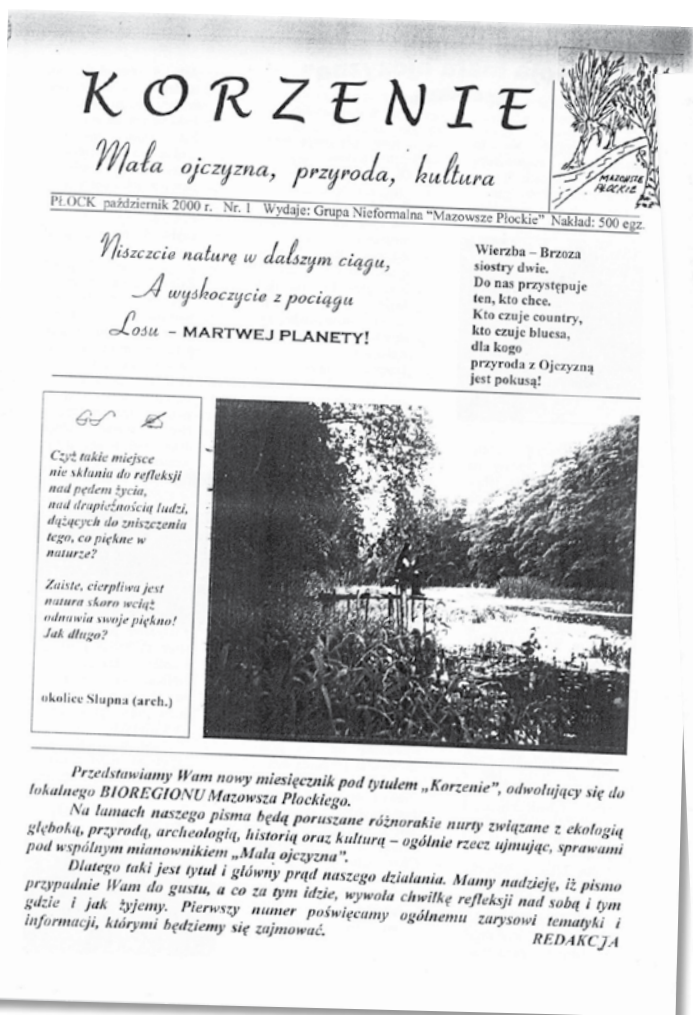 KORZENIE
Mała ojczyzna, przyroda, kultura
MAZOWSZE
PŁOCKIE
PŁOCK październik 2000 r. Nr. 1 Wydaje: Grupa Nieformalna "Mazowsze Płockie" Nakład: 500 egz.
Niszczcie naturę w dalszym ciągu,
A wyskoczycie z pociągu
Losu - MARTWEJ PLANETY!
Wierzba – Brzoza
siostry dwie.
Do nas przystępuje
ten, kto chce.
Kto czuje country,
kto czuje bluesa,
dla kogo
przyroda z Ojczyzną
jest pokusą!
Czyż takie miejsce
nie skłania do refleksji
nad pędem życia,
nad drapieżnością ludzi,
dążących do zniszczenia
tego, co piękne w
naturze?
Zaiste, cierpliwa jest
natura skoro wciąż
odnawia swoje piękno!
Jak długo?
okolice Słupna (arch.)
Przedstawiamy Wam nowy miesięcznik pod tytułem „Korzenie", odwołujący się do
lokalnego BIOREGIONU Mazowsza Płockiego.
Na łamach naszego pisma będą poruszane różnorakie nurty związane z ekologią
głęboką, przyrodą, archeologią, historią oraz kulturą – ogólnie rzecz ujmując, sprawami
pod wspólnym mianownikiem „Mała ojczyzna".
Dlatego taki jest tytuł i główny prąd naszego działania. Mamy nadzieję, iż pismo
przypadnie Wam do gustu, a co za tym idzie, wywoła chwilkę refleksji nad sobą i tym
gdzie i jak żyjemy. Pierwszy numer poświęcamy ogólnemu zarysowi tematyki i
informacji, którymi będziemy się zajmować.
REDAKCJA